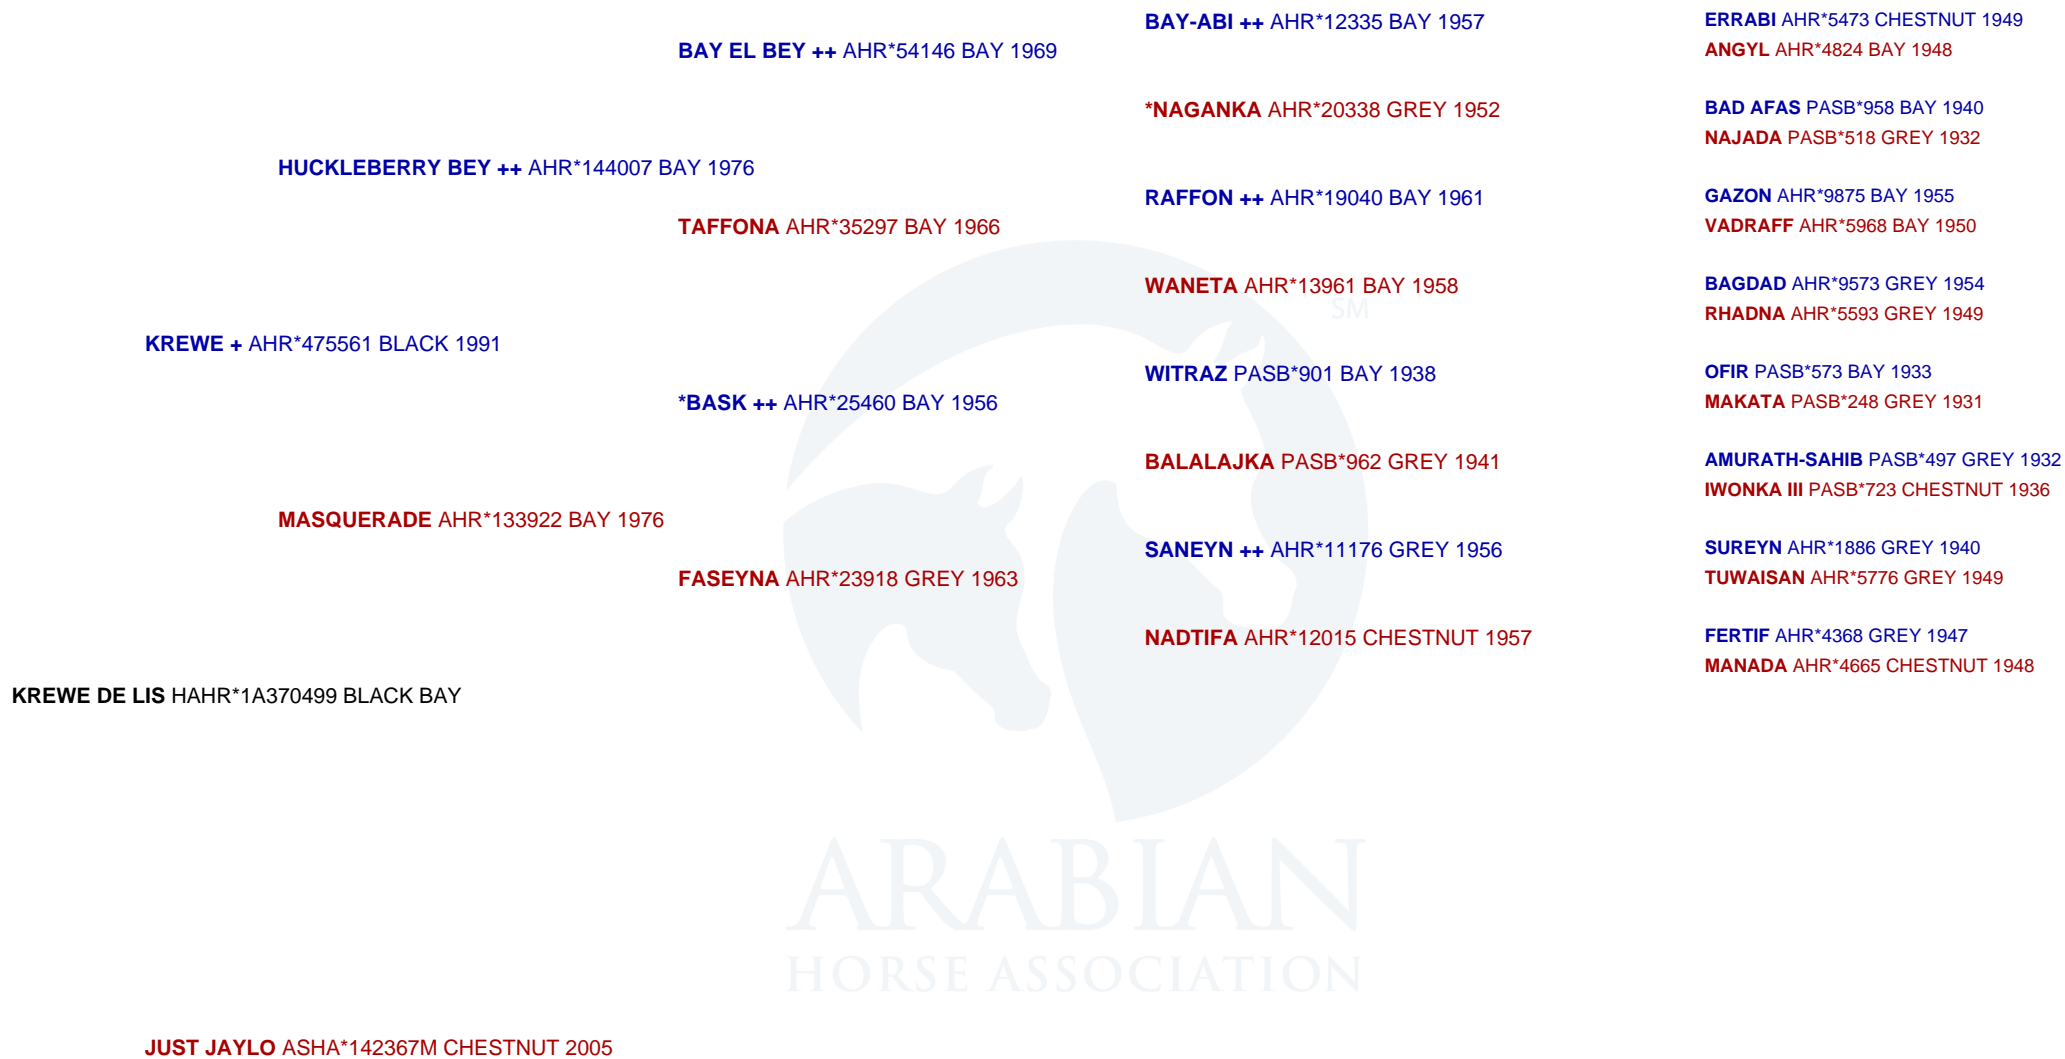 BAY-ABI ++ AHR*12335 BAY 1957
ERRABI AHR*5473 CHESTNUT 1949
BAY EL BEY ++ AHR*54146 BAY 1969
ANGYL AHR*4824 BAY 1948
*NAGANKA AHR*20338 GREY 1952
BAD AFAS PASB*958 BAY 1940
NAJADA PASB*518 GREY 1932
HUCKLEBERRY BEY ++ AHR*144007 BAY 1976
RAFFON ++ AHR*19040 BAY 1961
GAZON AHR*9875 BAY 1955
TAFFONA AHR*35297 BAY 1966
VADRAFF AHR*5968 BAY 1950
WANETA AHR*13961 BAY 1958
BAGDAD AHR*9573 GREY 1954
RHADNA AHR*5593 GREY 1949
SM
KREWE + AHR*475561 BLACK 1991
WITRAZ PASB*901 BAY 1938
OFIR PASB*573 BAY 1933
*BASK ++ AHR*25460 BAY 1956
MAKATA PASB*248 GREY 1931
BALALAJKA PASB*962 GREY 1941
AMURATH-SAHIB PASB*497 GREY 1932
IWONKA III PASB*723 CHESTNUT 1936
MASQUERADE AHR*133922 BAY 1976
SANEYN ++ AHR*11176 GREY 1956
SUREYN AHR*1886 GREY 1940
FASEYNA AHR*23918 GREY 1963
TUWAISAN AHR*5776 GREY 1949
NADTIFA AHR*12015 CHESTNUT 1957
FERTIF AHR*4368 GREY 1947
MANADA AHR*4665 CHESTNUT 1948
KREWE DE LIS HAHR*1A370499 BLACK BAY
ARABIAN
HORSE ASSOCIATION
JUST JAYLO ASHA*142367M CHESTNUT 2005